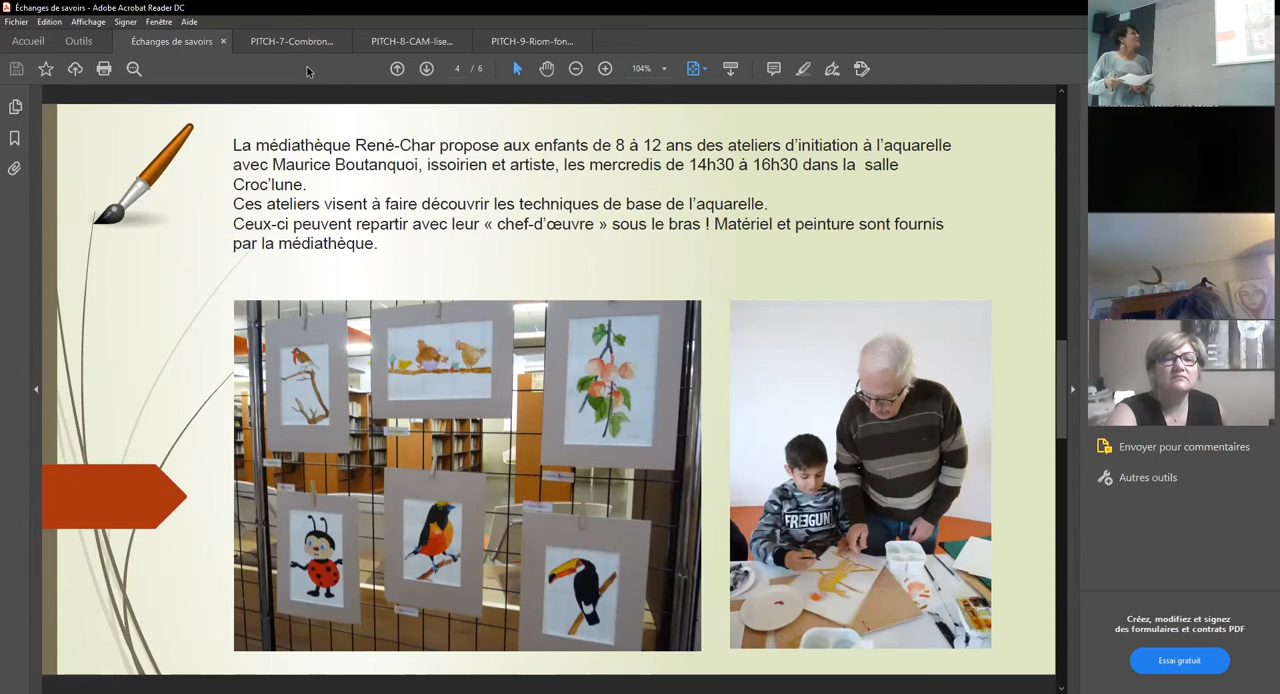 Échanges de savoirs - Adobe Acrobat Reader DC
Fichier Edition Affichage Signer Fenêtre Aide
Accueil Outils Échanges de savoirs × PITCH-7-Combron... PITCH-8-CAM-lise... PITCH-9-Riom-fon...
4 / 6 104%
La médiathèque René-Char propose aux enfants de 8 à 12 ans des ateliers d'initiation à l'aquarelle
avec Maurice Boutanquoi, issoirien et artiste, les mercredis de 14h30 à 16h30 dans la salle
Croc'lune.
Ces ateliers visent à faire découvrir les techniques de base de l'aquarelle.
Ceux-ci peuvent repartir avec leur « chef-d'œuvre » sous le bras ! Matériel et peinture sont fournis
par la médiathèque.
FREEGUN
Envoyer pour commentaires
Autres outils
Créez, modifiez et signez
des formulaires et contrats PDF
Essai gratuit